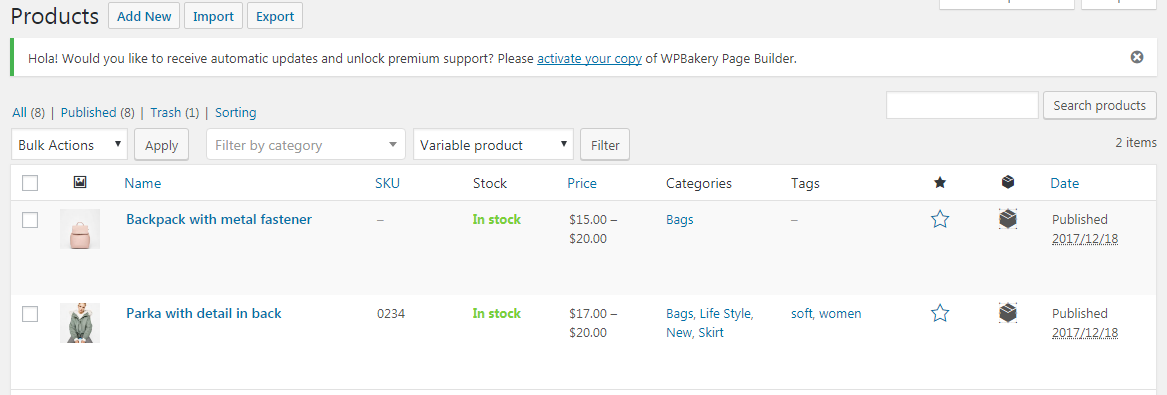 Products Add New Import Export
Hola! Would you like to receive automatic updates and unlock premium support? Please activate your copy of WPBakery Page Builder.
All (8) | Published (8) | Trash (1) | Sorting
Search products
Bulk Actions Apply Filter by category Variable product Filter
2 items
Name SKU Stock Price Categories Tags Date
Backpack with metal fastener – In stock $15.00 – Bags – Published
$20.00 2017/12/18
Parka with detail in back 0234 In stock $17.00 – Bags, Life Style, soft, women Published
$20.00 New, Skirt 2017/12/18